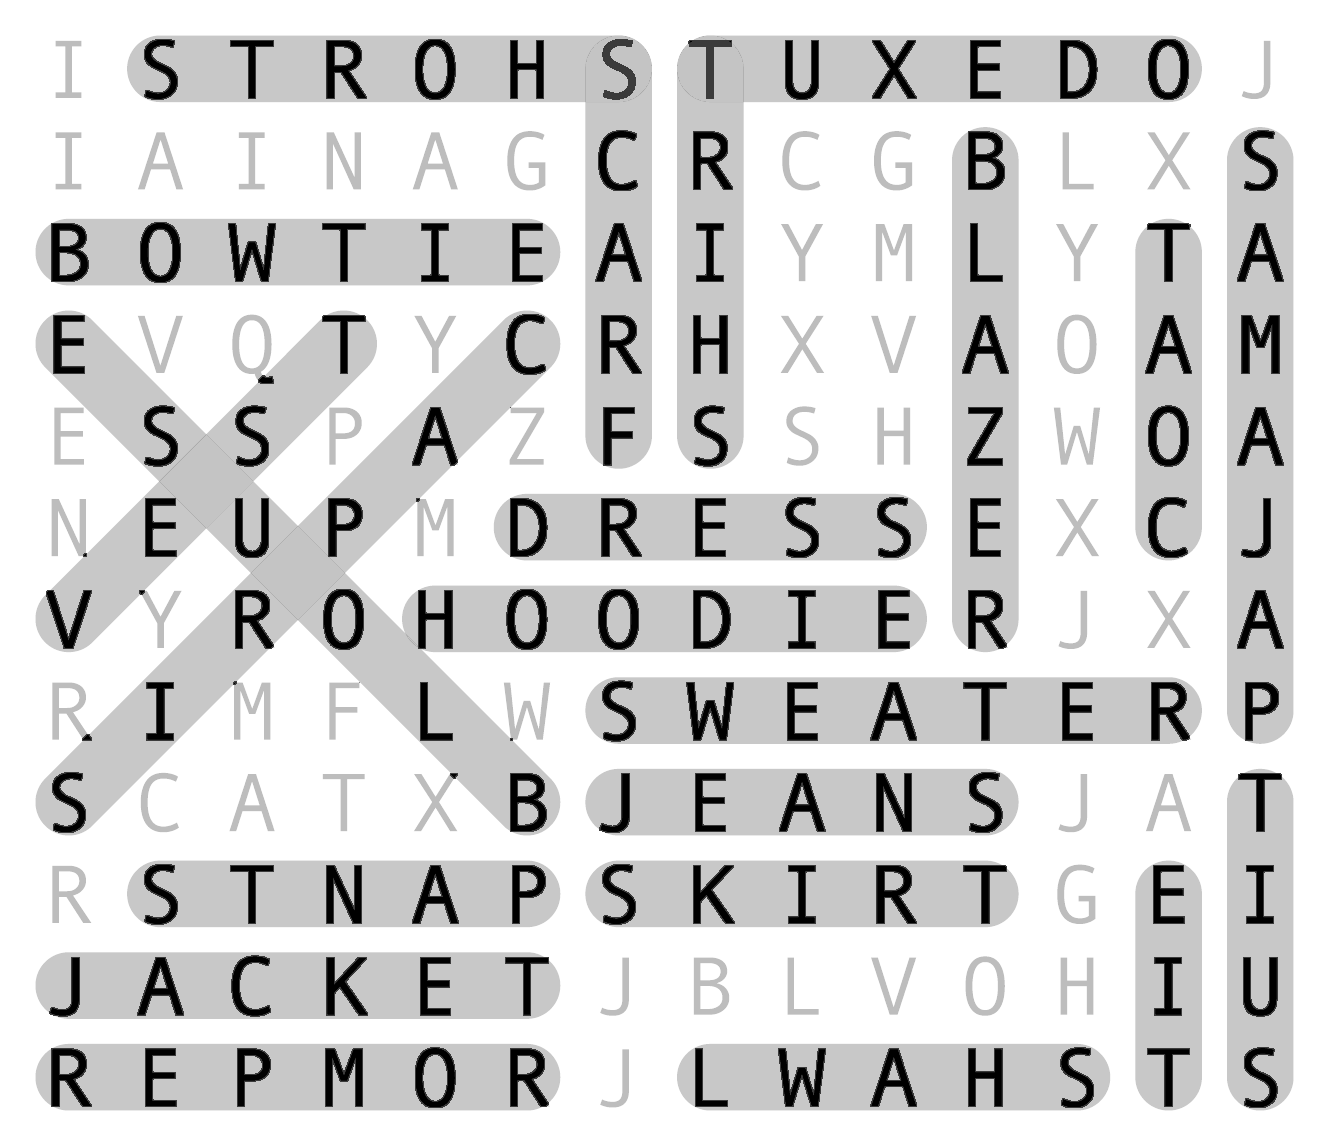 I S T R O H S T U X E D O J
I A I N A G C R C G B L X S
B O W T I E A I Y M L Y T A
E V Q T Y C R H X V A O A M
E S S P A Z F S S H Z W O A
N E U P M D R E S S E X C J
V Y R O H O O D I E R J X A
R I M F L W S W E A T E R P
S C A T X B J E A N S J A T
R S T N A P S K I R T G E I
J A C K E T J B L V O H I U
R E P M O R J L W A H S T S